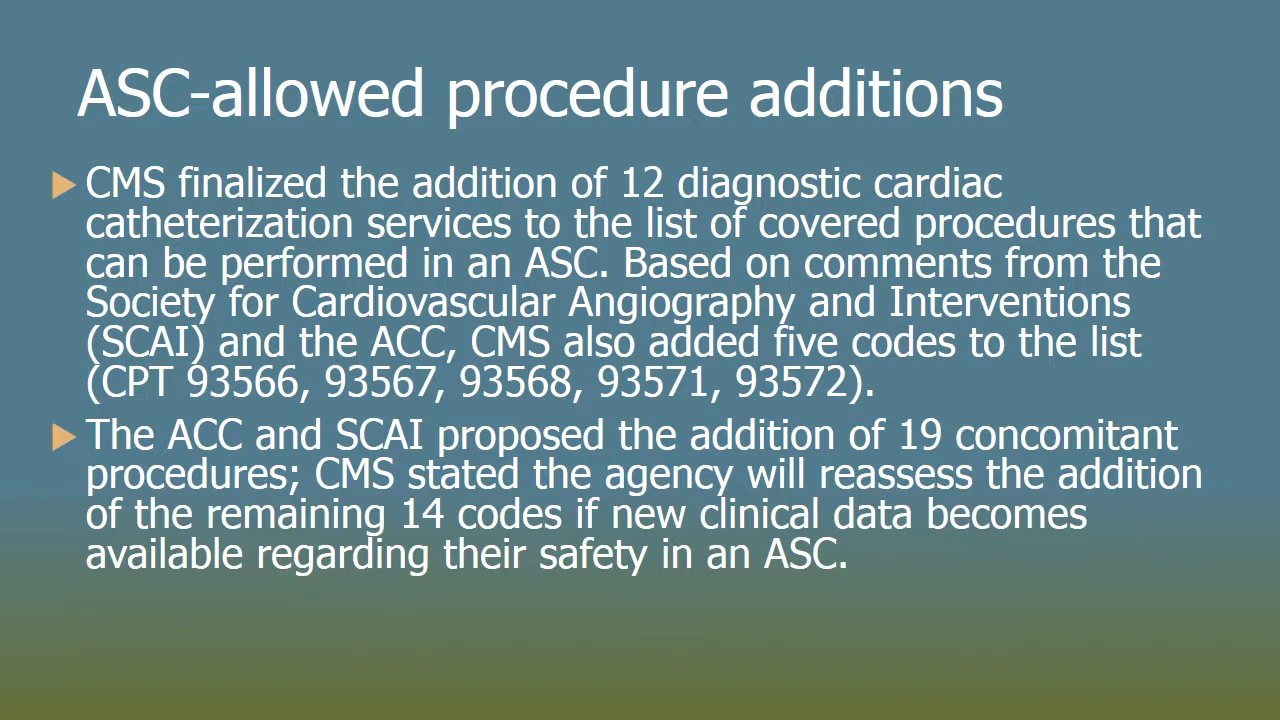 ASC-allowed procedure additions
CMS finalized the addition of 12 diagnostic cardiac
catheterization services to the list of covered procedures that
can be performed in an ASC. Based on comments from the
Society for Cardiovascular Angiography and Interventions
(SCAI) and the ACC, CMS also added five codes to the list
(CPT 93566, 93567, 93568, 93571, 93572).
The ACC and SCAI proposed the addition of 19 concomitant
procedures; CMS stated the agency will reassess the addition
of the remaining 14 codes if new clinical data becomes
available regarding their safety in an ASC.